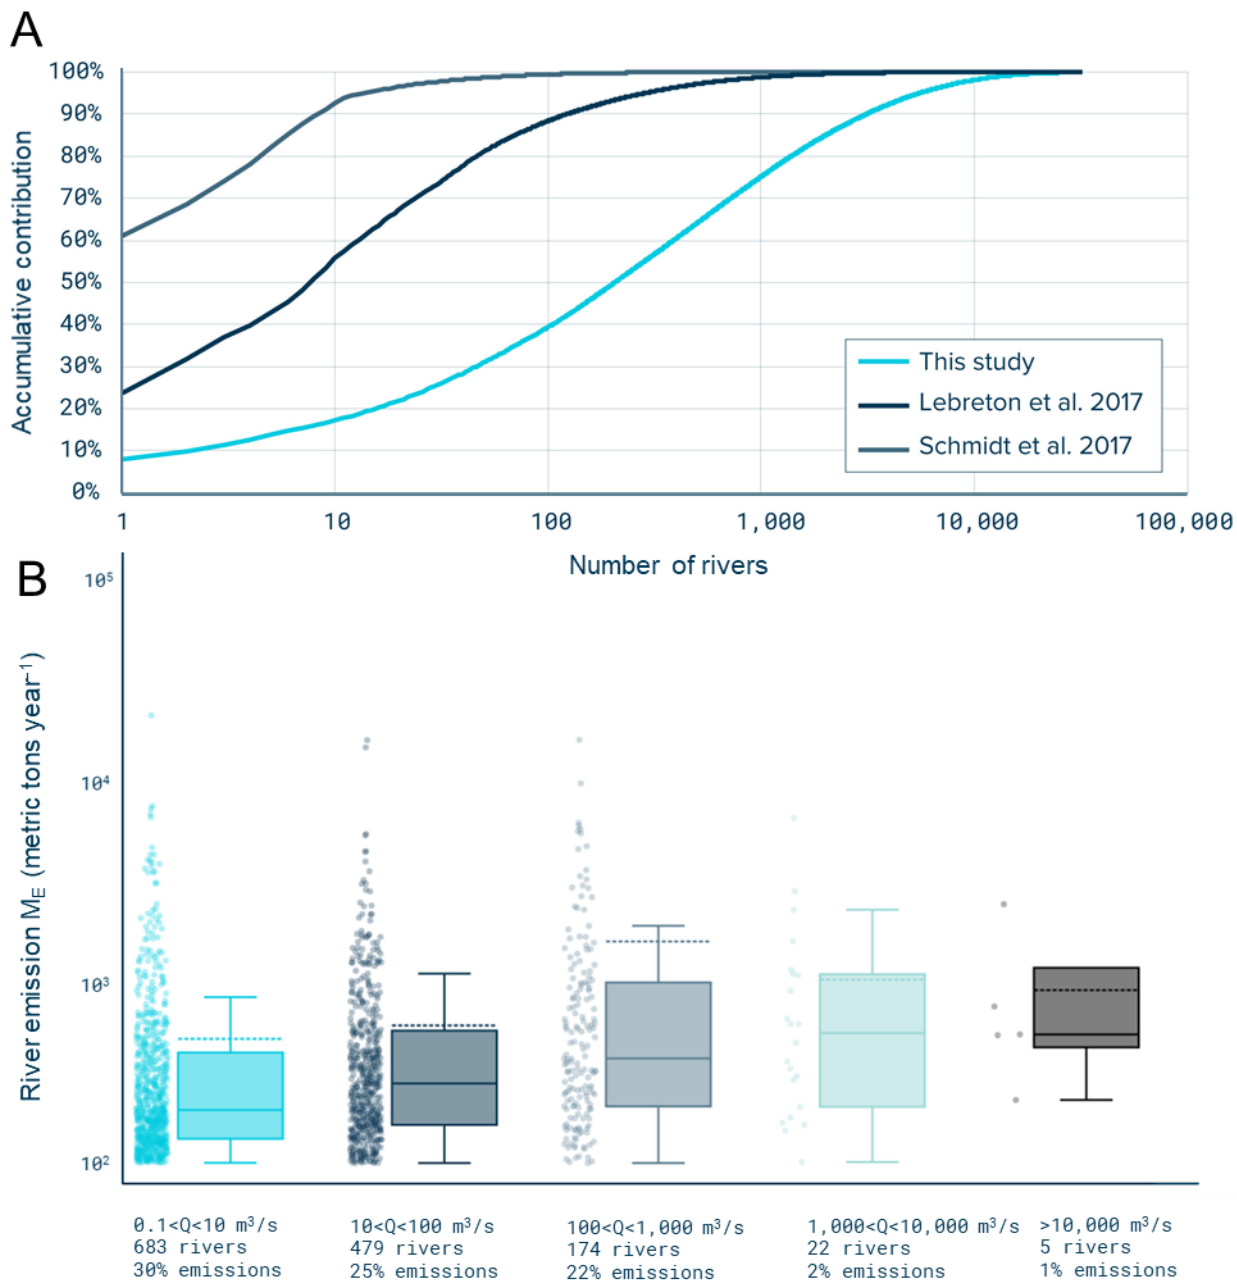 A
100%
90%
80%
70%
60%
50%
40%
30%
20%
10%
0%
Accumulative contribution
This study
Lebreton et al. 2017
Schmidt et al. 2017
1 10 100 1,000 10,000 100,000
Number of rivers
B
10⁵
10⁴
10³
10²
River emission M_E (metric tons year⁻¹)
0.1<Q<10 m³/s
683 rivers
30% emissions
10<Q<100 m³/s
479 rivers
25% emissions
100<Q<1,000 m³/s
174 rivers
22% emissions
1,000<Q<10,000 m³/s
22 rivers
2% emissions
>10,000 m³/s
5 rivers
1% emissions